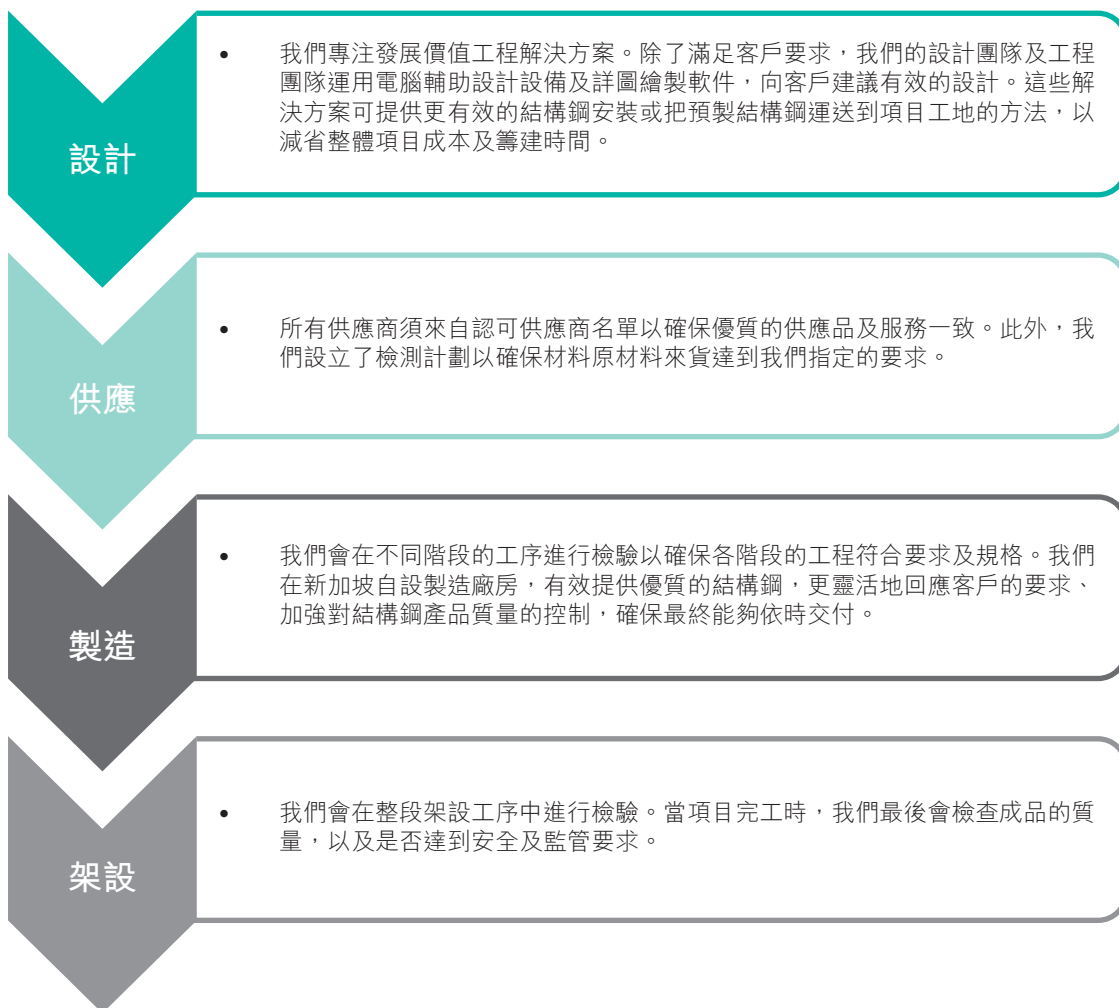 設計
• 我們專注發展價值工程解決方案。除了滿足客戶要求，我們的設計團隊及工程
團隊運用電腦輔助設計設備及詳圖繪製軟件，向客戶建議有效的設計。這些解
決方案可提供更有效的結構鋼安裝或把預製結構鋼運送到項目工地的方法，以
減省整體項目成本及籌建時間。
供應
• 所有供應商須來自認可供應商名單以確保優質的供應品及服務一致。此外，我
們設立了檢測計劃以確保材料原材料來貨達到我們指定的要求。
製造
• 我們會在不同階段的工序進行檢驗以確保各階段的工程符合要求及規格。我們
在新加坡自設製造廠房，有效提供優質的結構鋼，更靈活地回應客戶的要求、
加強對結構鋼產品質量的控制，確保最終能夠依時交付。
架設
• 我們會在整段架設工序中進行檢驗。當項目完工時，我們最後會檢查成品的質
量，以及是否達到安全及監管要求。